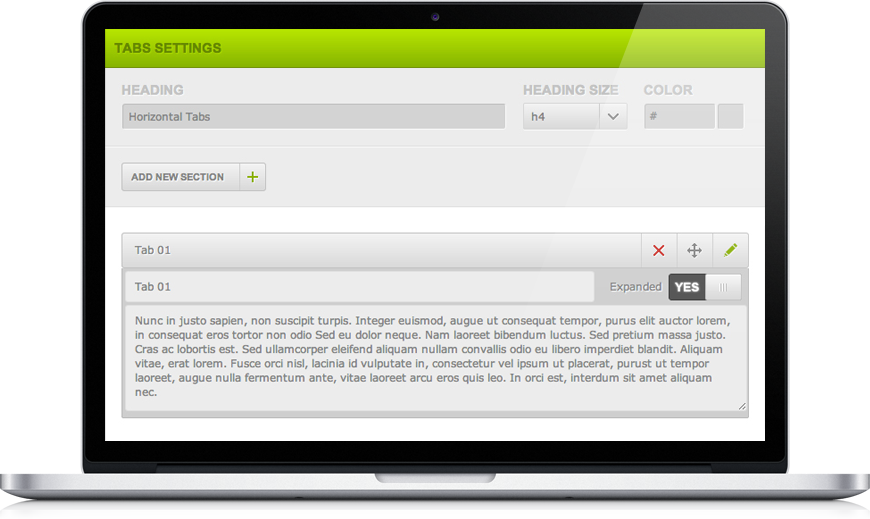 TABS SETTINGS
HEADING
HEADING SIZE
COLOR
Horizontal Tabs
h4
#
ADD NEW SECTION
Tab 01
Tab 01
Expanded
YES
Nunc in justo sapien, non suscipit turpis. Integer euismod, augue ut consequat tempor, purus elit auctor lorem,
in consequat eros tortor non odio Sed eu dolor neque. Nam laoreet bibendum luctus. Sed pretium massa justo.
Cras ac lobortis est. Sed ullamcorper eleifend aliquam nullam convallis odio eu libero imperdiet blandit. Aliquam
vitae, erat lorem. Fusce orci nisl, lacinia id vulputate in, consectetur vel ipsum ut placerat, purust ut tempor
laoreet, augue nulla fermentum ante, vitae laoreet arcu eros quis leo. In orci est, interdum sit amet aliquam
nec.